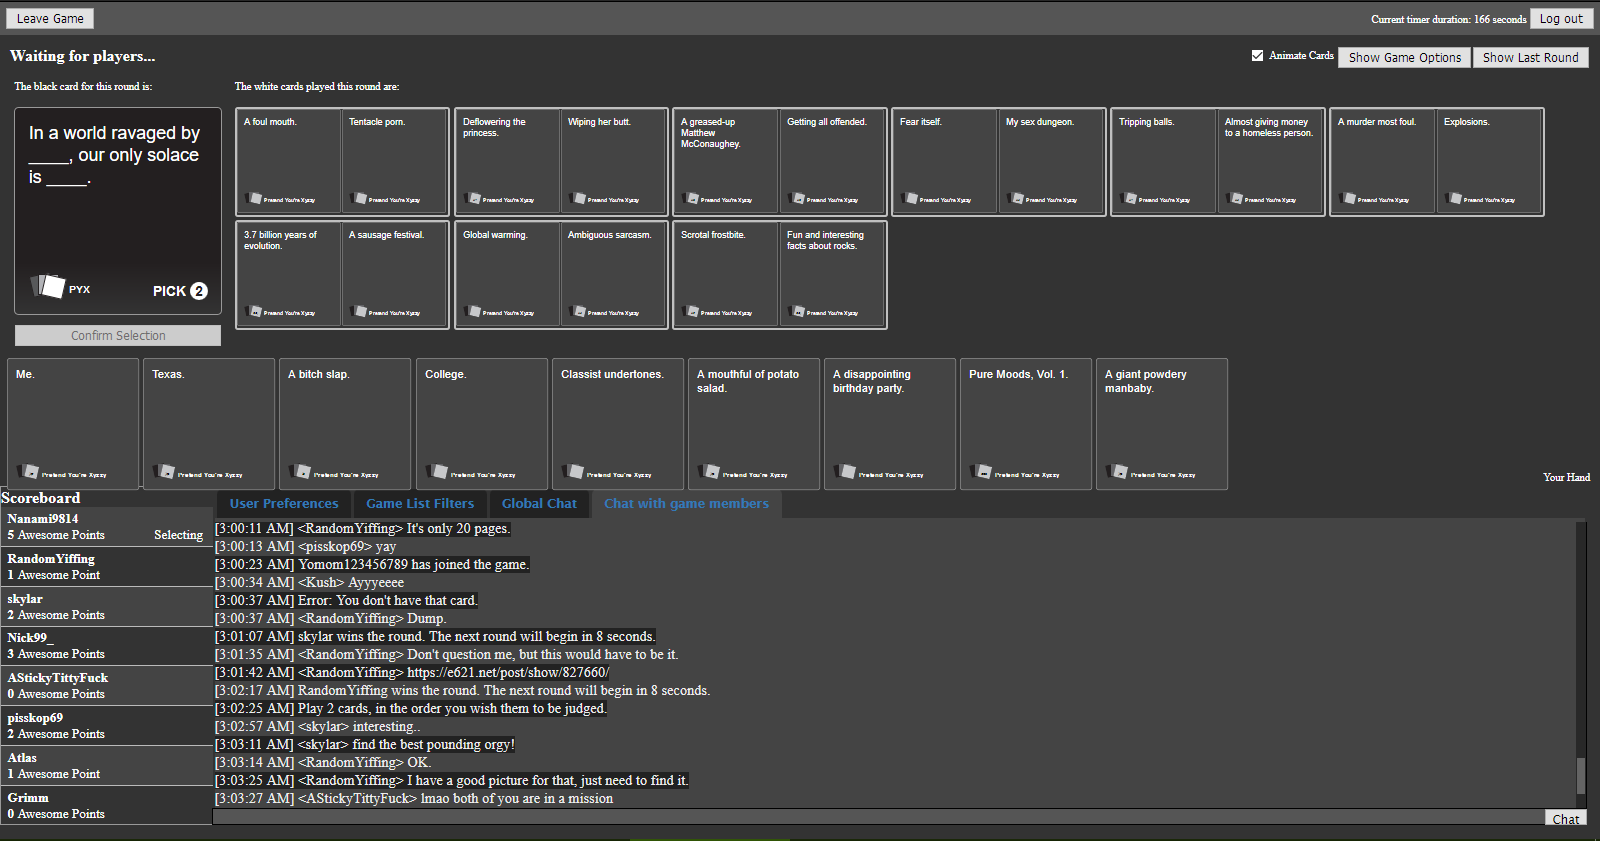 Leave Game
Current timer duration: 166 seconds
Log out
Waiting for players...
Animate Cards
Show Game Options
Show Last Round
The black card for this round is:
The white cards played this round are:
In a world ravaged by
____, our only solace
is ____.
PYX
PICK 2
Confirm Selection
A foul mouth.
Pretend You're Xyzzy
Tentacle porn.
Pretend You're Xyzzy
Deflowering the
princess.
Pretend You're Xyzzy
Wiping her butt.
Pretend You're Xyzzy
A greased-up
Matthew
McConaughey.
Pretend You're Xyzzy
Getting all offended.
Pretend You're Xyzzy
Fear itself.
Pretend You're Xyzzy
My sex dungeon.
Pretend You're Xyzzy
Tripping balls.
Pretend You're Xyzzy
Almost giving money
to a homeless person.
Pretend You're Xyzzy
A murder most foul.
Pretend You're Xyzzy
Explosions.
Pretend You're Xyzzy
3.7 billion years of
evolution.
Pretend You're Xyzzy
A sausage festival.
Pretend You're Xyzzy
Global warming.
Pretend You're Xyzzy
Ambiguous sarcasm.
Pretend You're Xyzzy
Scrotal frostbite.
Pretend You're Xyzzy
Fun and interesting
facts about rocks.
Pretend You're Xyzzy
Me.
Pretend You're Xyzzy
Texas.
Pretend You're Xyzzy
A bitch slap.
Pretend You're Xyzzy
College.
Pretend You're Xyzzy
Classist undertones.
Pretend You're Xyzzy
A mouthful of potato
salad.
Pretend You're Xyzzy
A disappointing
birthday party.
Pretend You're Xyzzy
Pure Moods, Vol. 1.
Pretend You're Xyzzy
A giant powdery
manbaby.
Pretend You're Xyzzy
Your Hand
Scoreboard
Nanami9814
5 Awesome Points
Selecting
RandomYiffing
1 Awesome Point
skylar
2 Awesome Points
Nick99_
3 Awesome Points
AStickyTittyFuck
0 Awesome Points
pisskop69
2 Awesome Points
Atlas
1 Awesome Point
Grimm
0 Awesome Points
User Preferences
Game List Filters
Global Chat
Chat with game members
[3:00:11 AM] <RandomYiffing> It's only 20 pages.
[3:00:13 AM] <pisskop69> yay
[3:00:23 AM] Yomom123456789 has joined the game.
[3:00:34 AM] <Kush> Ayyyeeee
[3:00:37 AM] Error: You don't have that card.
[3:00:37 AM] <RandomYiffing> Dump.
[3:01:07 AM] skylar wins the round. The next round will begin in 8 seconds.
[3:01:35 AM] <RandomYiffing> Don't question me, but this would have to be it.
[3:01:42 AM] <RandomYiffing> https://e621.net/post/show/827660/
[3:02:17 AM] RandomYiffing wins the round. The next round will begin in 8 seconds.
[3:02:25 AM] Play 2 cards, in the order you wish them to be judged.
[3:02:57 AM] <skylar> interesting..
[3:03:11 AM] <skylar> find the best pounding orgy!
[3:03:14 AM] <RandomYiffing> OK.
[3:03:25 AM] <RandomYiffing> I have a good picture for that, just need to find it.
[3:03:27 AM] <AStickyTittyFuck> lmao both of you are in a mission
Chat